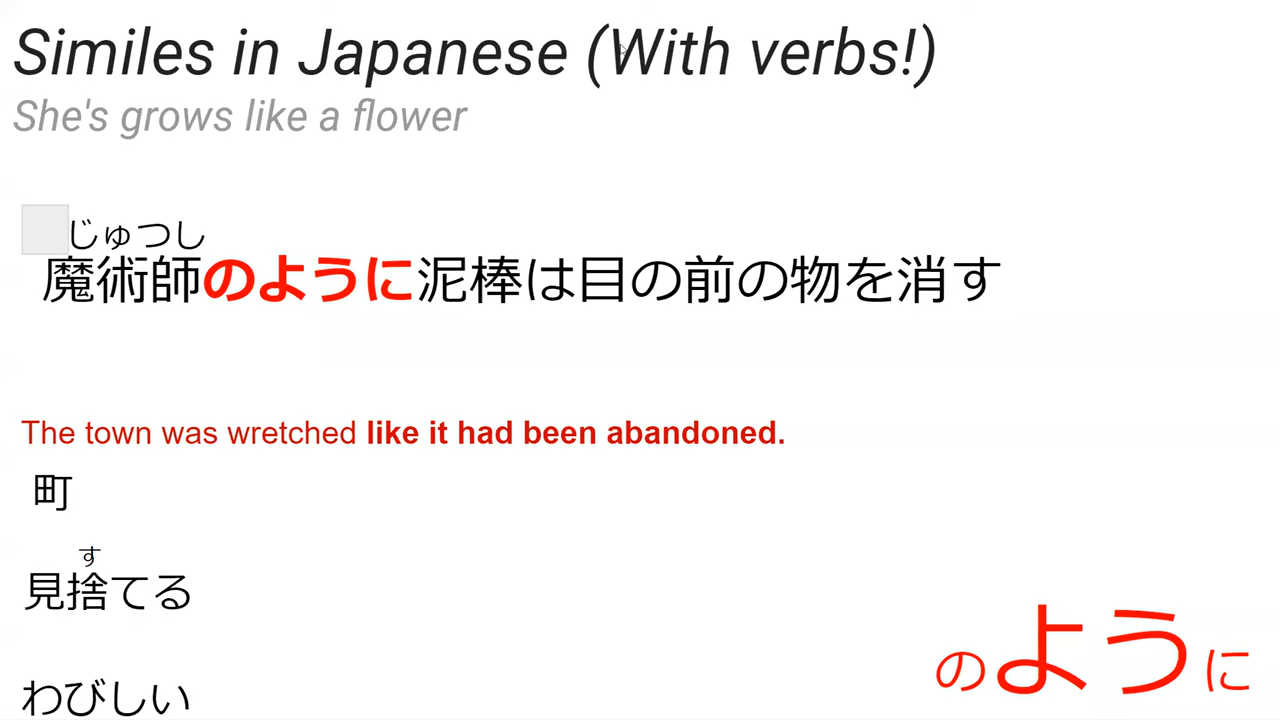 Similes in Japanese (With verbs!)
She's grows like a flower
じゅつし
魔術師のように泥棒は目の前の物を消す
The town was wretched like it had been abandoned.
町
す
見捨てる
わびしい
のように